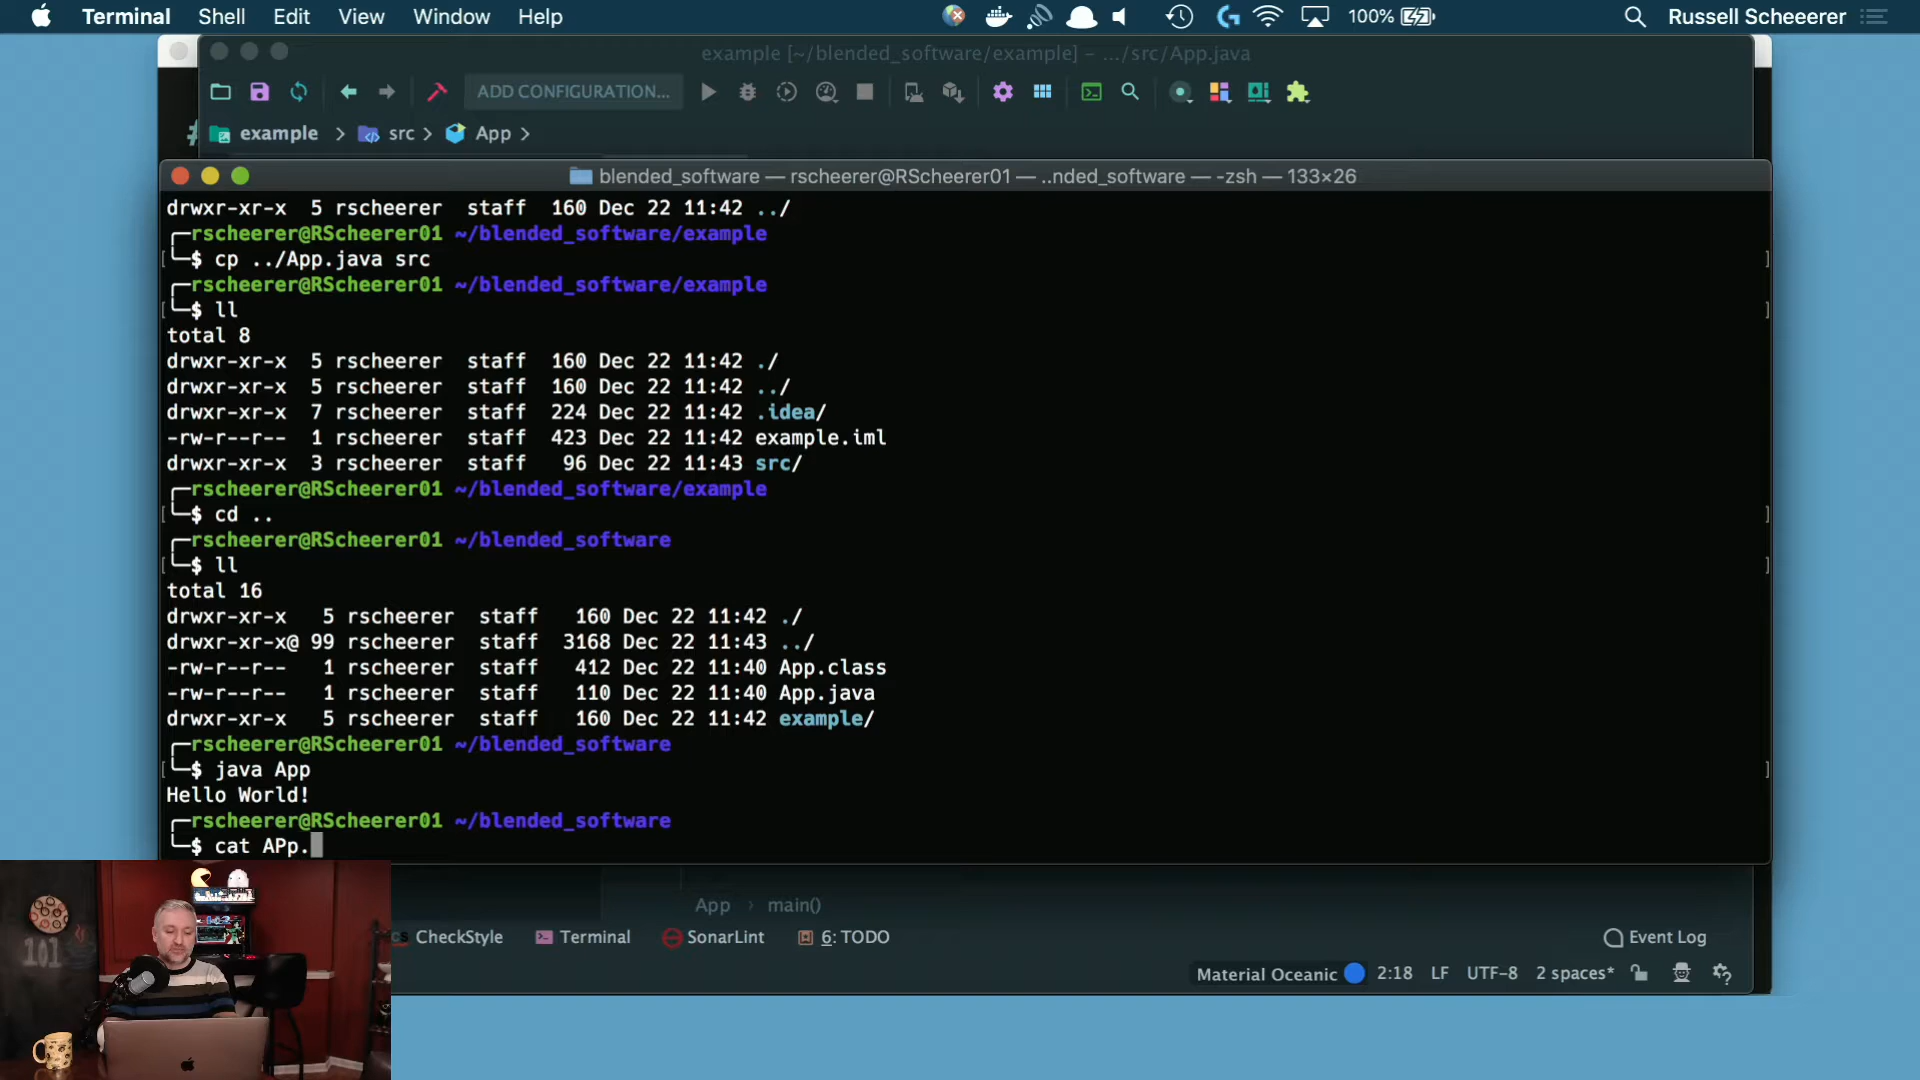 Terminal Shell Edit View Window Help 100% Russell Scheeerer
example [~/blended_software/example] – .../src/App.java
ADD CONFIGURATION...
example > src > App >
blended_software — rscheerer@RScheerer01 — ..nded_software — -zsh — 133×26
drwxr-xr-x 5 rscheerer staff 160 Dec 22 11:42 ../
rscheerer@RScheerer01 ~/blended_software/example
$ cp ../App.java src
rscheerer@RScheerer01 ~/blended_software/example
$ ll
total 8
drwxr-xr-x 5 rscheerer staff 160 Dec 22 11:42 ./
drwxr-xr-x 5 rscheerer staff 160 Dec 22 11:42 ../
drwxr-xr-x 7 rscheerer staff 224 Dec 22 11:42 .idea/
-rw-r--r-- 1 rscheerer staff 423 Dec 22 11:42 example.iml
drwxr-xr-x 3 rscheerer staff 96 Dec 22 11:43 src/
rscheerer@RScheerer01 ~/blended_software/example
$ cd ..
rscheerer@RScheerer01 ~/blended_software
$ ll
total 16
drwxr-xr-x 5 rscheerer staff 160 Dec 22 11:42 ./
drwxr-xr-x@ 99 rscheerer staff 3168 Dec 22 11:43 ../
-rw-r--r-- 1 rscheerer staff 412 Dec 22 11:40 App.class
-rw-r--r-- 1 rscheerer staff 110 Dec 22 11:40 App.java
drwxr-xr-x 5 rscheerer staff 160 Dec 22 11:42 example/
rscheerer@RScheerer01 ~/blended_software
$ java App
Hello World!
rscheerer@RScheerer01 ~/blended_software
$ cat APp.
App > main()
CheckStyle Terminal SonarLint 6: TODO Event Log
Material Oceanic 2:18 LF UTF-8 2 spaces*
101